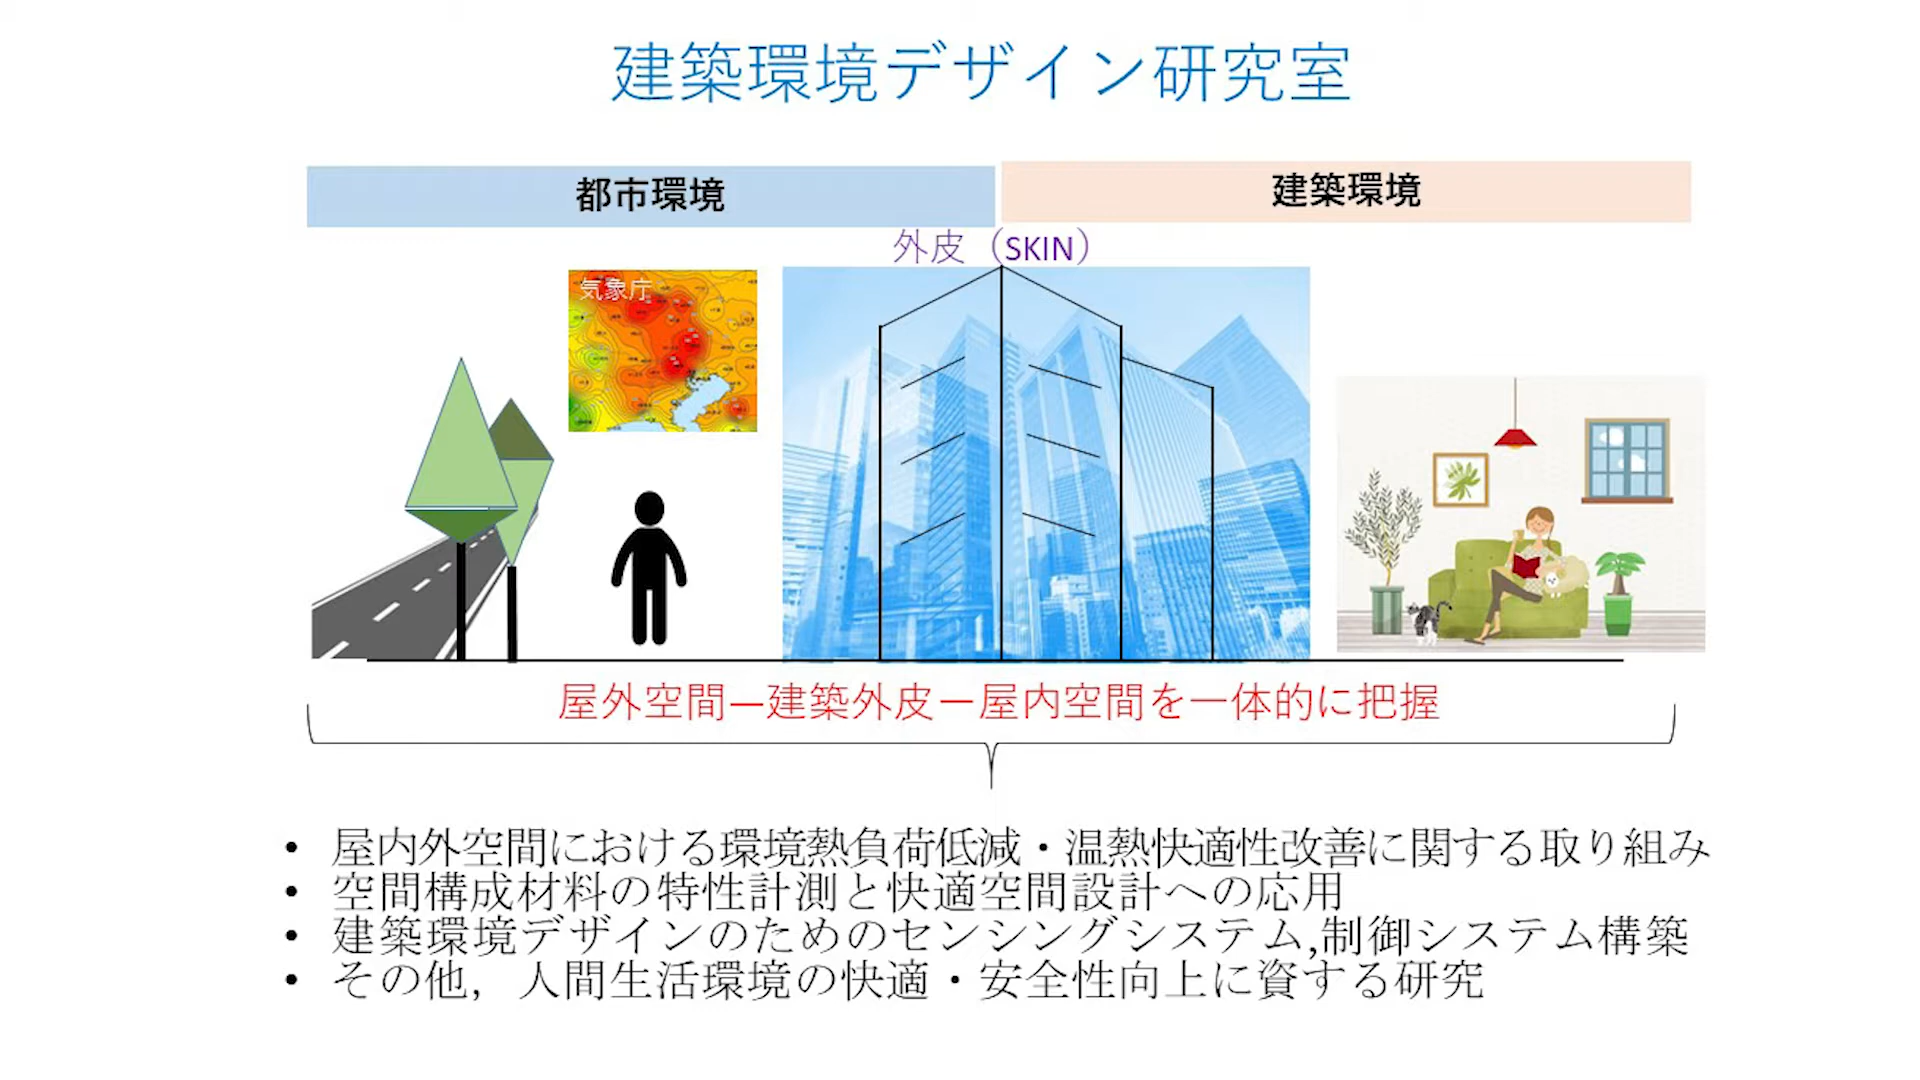 建築環境デザイン研究室
都市環境
建築環境
外皮（SKIN）
気象庁
屋外空間―建築外皮ー屋内空間を一体的に把握
• 屋内外空間における環境熱負荷低減・温熱快適性改善に関する取り組み
• 空間構成材料の特性計測と快適空間設計への応用
• 建築環境デザインのためのセンシングシステム,制御システム構築
• その他，人間生活環境の快適・安全性向上に資する研究